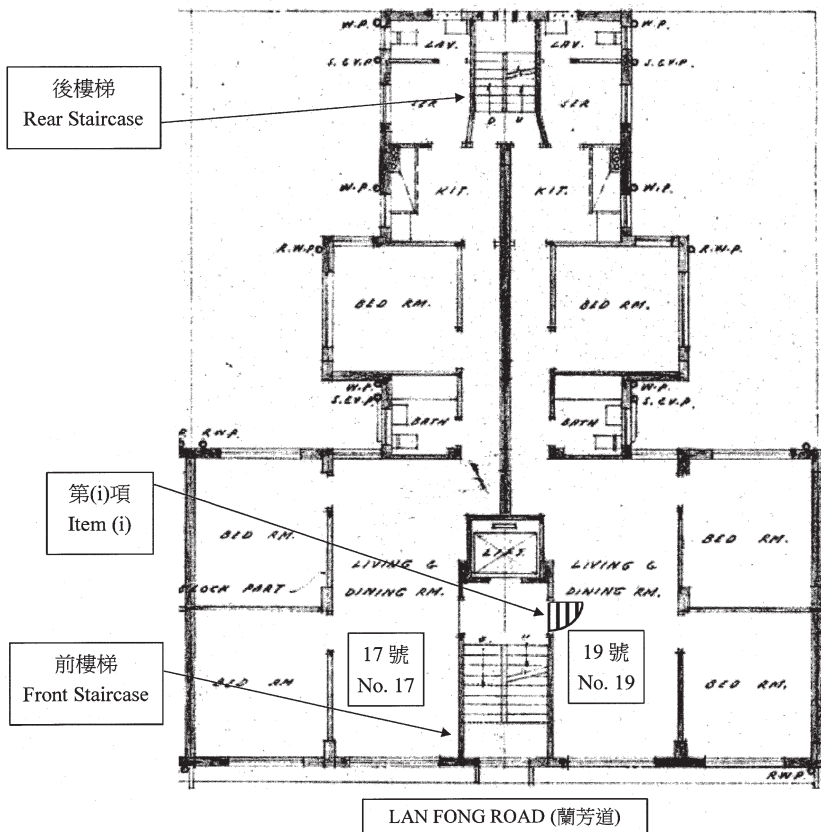 W.P.
W.P.
LAV.
LAV.
S.&V.P.
S.&V.P.
後樓梯
Rear Staircase
SER
SER
D
U
W.P.
KIT.
KIT.
W.P.
R.W.P.
R.W.P.
BED RM.
BED RM.
W.P.
S.&V.P.
W.P.
S.&V.P.
BATH
BATH
R.W.P.
第(i)項
Item (i)
BED RM.
LIVING &
DINING RM.
LIFT.
LIVING &
DINING RM.
BED RM.
BLOCK PART
17 號
No. 17
19 號
No. 19
前樓梯
Front Staircase
BED RM
BED RM.
R.W.P.
LAN FONG ROAD (蘭芳道)